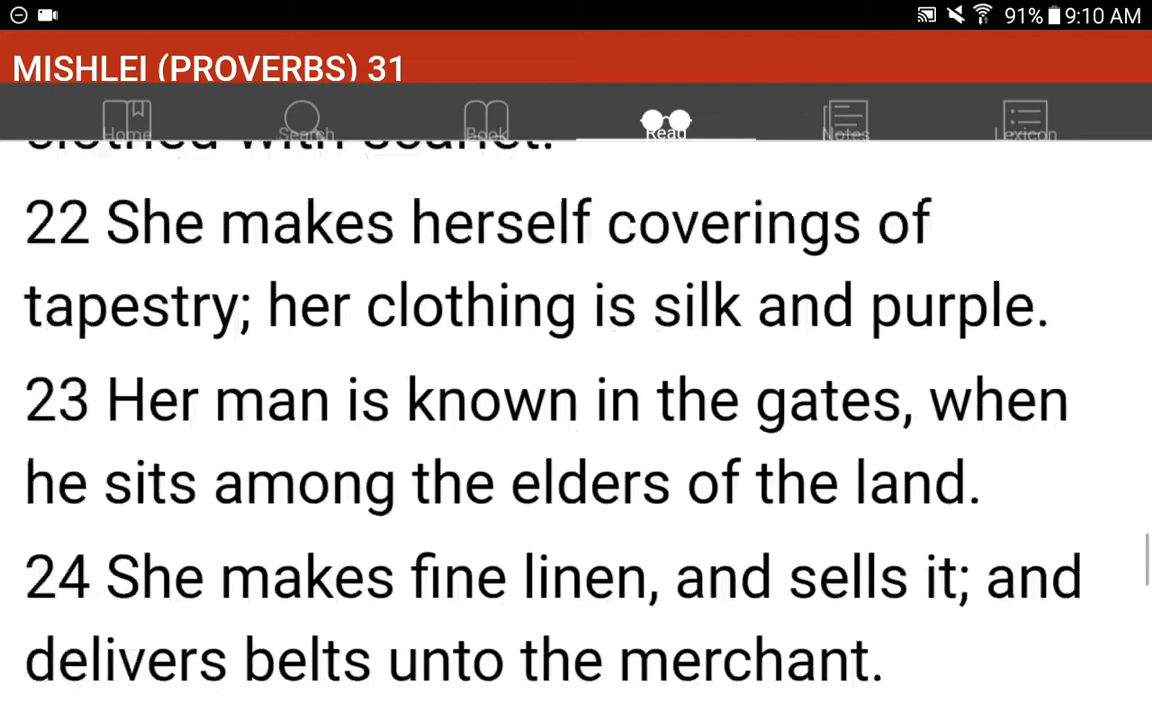 91% 9:10 AM
MISHLEI (PROVERBS) 31
Home Search Book Read Notes Lexicon
clothed with scarlet.
22 She makes herself coverings of
tapestry; her clothing is silk and purple.
23 Her man is known in the gates, when
he sits among the elders of the land.
24 She makes fine linen, and sells it; and
delivers belts unto the merchant.